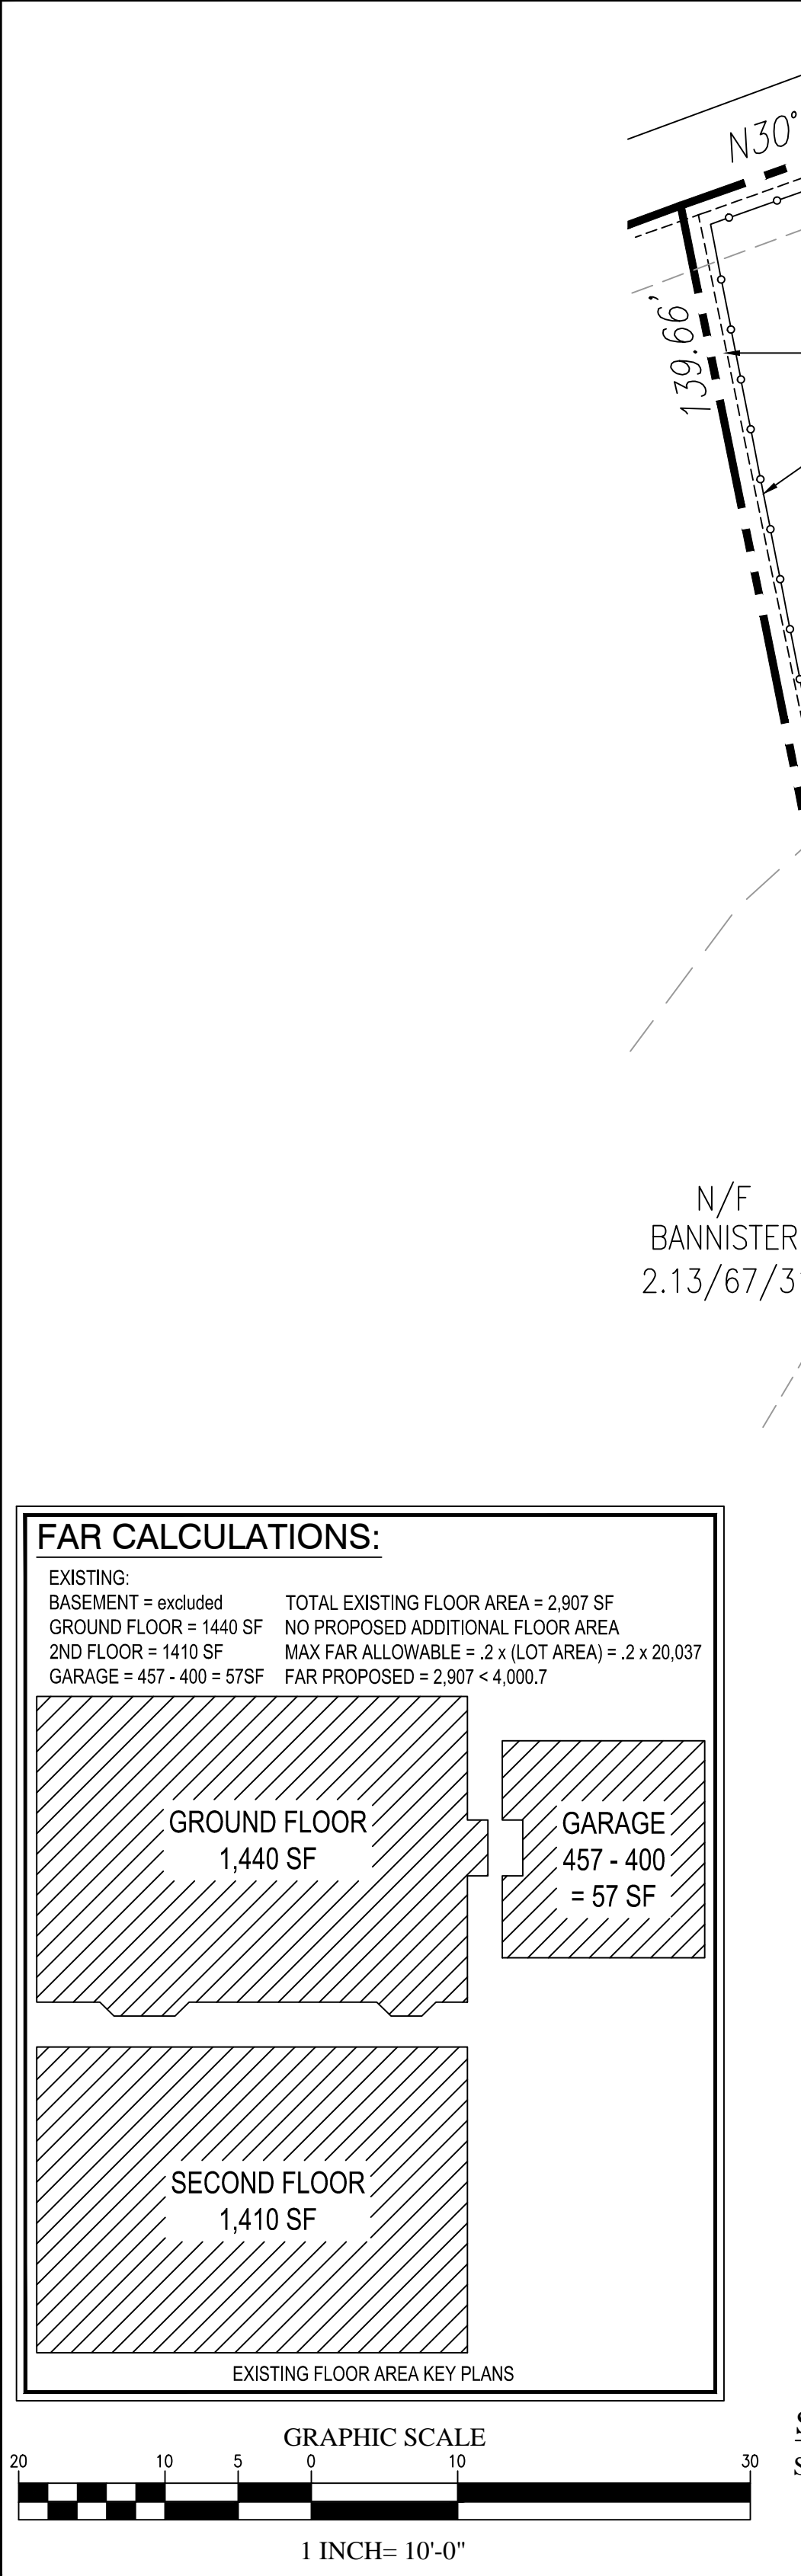 N30°
139.66'
N/F
BANNISTER
2.13/67/3
FAR CALCULATIONS:
EXISTING:
BASEMENT = excluded
GROUND FLOOR = 1440 SF
2ND FLOOR = 1410 SF
GARAGE = 457 - 400 = 57SF
TOTAL EXISTING FLOOR AREA = 2,907 SF
NO PROPOSED ADDITIONAL FLOOR AREA
MAX FAR ALLOWABLE = .2 x (LOT AREA) = .2 x 20,037
FAR PROPOSED = 2,907 < 4,000.7
GROUND FLOOR
1,440 SF
GARAGE
457 - 400
= 57 SF
SECOND FLOOR
1,410 SF
EXISTING FLOOR AREA KEY PLANS
GRAPHIC SCALE
20 10 5 0 10 30
1 INCH= 10'-0"